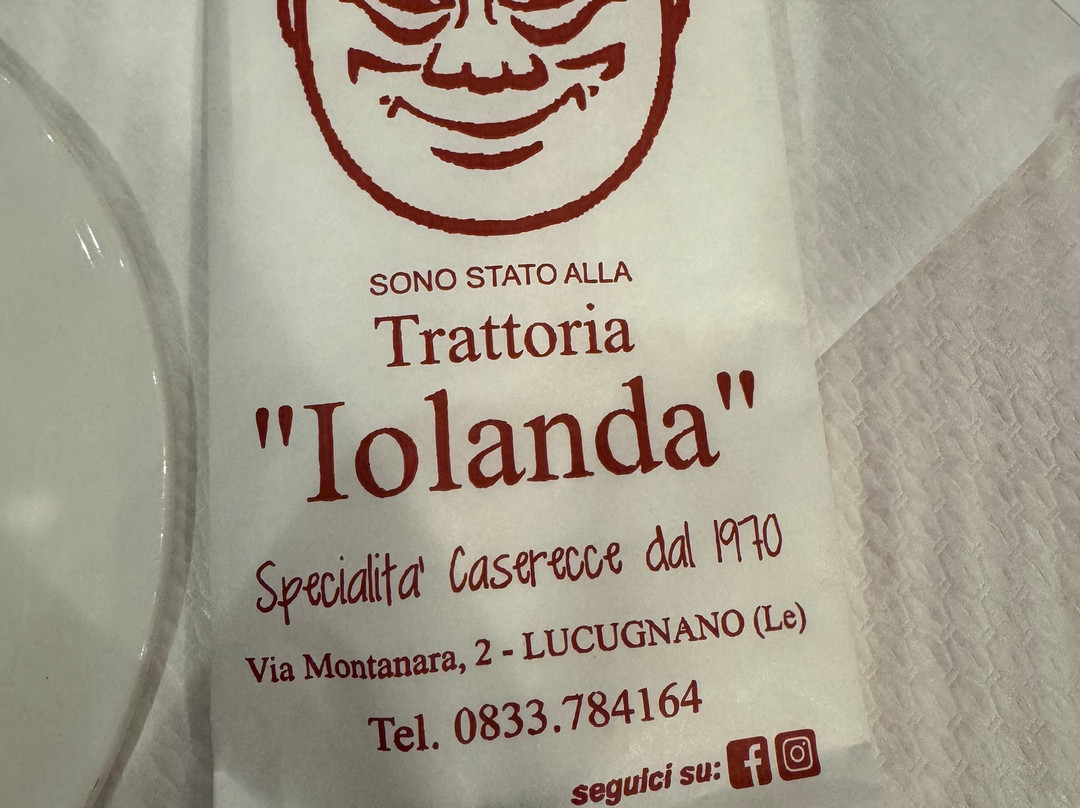 SONO STATO ALLA
Trattoria
"Iolanda"
Specialita' Caserecce dal 1970
Via Montanara, 2 - LUCUGNANO (Le)
Tel. 0833.784164
seguici su: